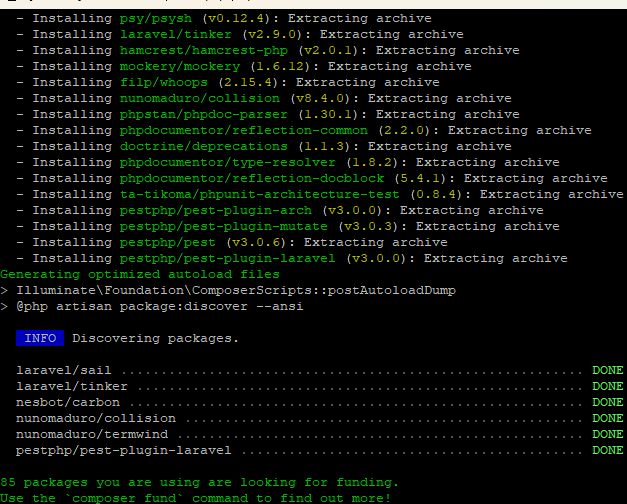 - Installing psy/psysh (v0.12.4): Extracting archive
- Installing laravel/tinker (v2.9.0): Extracting archive
- Installing hamcrest/hamcrest-php (v2.0.1): Extracting archive
- Installing mockery/mockery (1.6.12): Extracting archive
- Installing filp/whoops (2.15.4): Extracting archive
- Installing nunomaduro/collision (v8.4.0): Extracting archive
- Installing phpstan/phpdoc-parser (1.30.1): Extracting archive
- Installing phpdocumentor/reflection-common (2.2.0): Extracting archive
- Installing doctrine/deprecations (1.1.3): Extracting archive
- Installing phpdocumentor/type-resolver (1.8.2): Extracting archive
- Installing phpdocumentor/reflection-docblock (5.4.1): Extracting archive
- Installing ta-tikoma/phpunit-architecture-test (0.8.4): Extracting archive
- Installing pestphp/pest-plugin-arch (v3.0.0): Extracting archive
- Installing pestphp/pest-plugin-mutate (v3.0.3): Extracting archive
- Installing pestphp/pest (v3.0.6): Extracting archive
- Installing pestphp/pest-plugin-laravel (v3.0.0): Extracting archive
Generating optimized autoload files
> Illuminate\Foundation\ComposerScripts::postAutoloadDump
> @php artisan package:discover --ansi
INFO Discovering packages.
laravel/sail .......................................................... DONE
laravel/tinker ........................................................ DONE
nesbot/carbon ......................................................... DONE
nunomaduro/collision .................................................. DONE
nunomaduro/termwind ................................................... DONE
pestphp/pest-plugin-laravel ........................................... DONE
85 packages you are using are looking for funding.
Use the `composer fund` command to find out more!